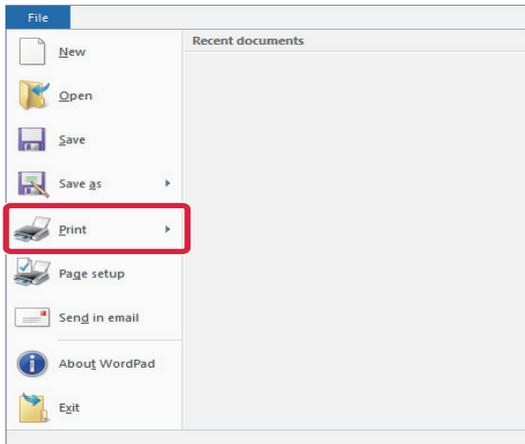 File
Recent documents
New
Open
Save
Save as
Print
Page setup
Send in email
About WordPad
Exit